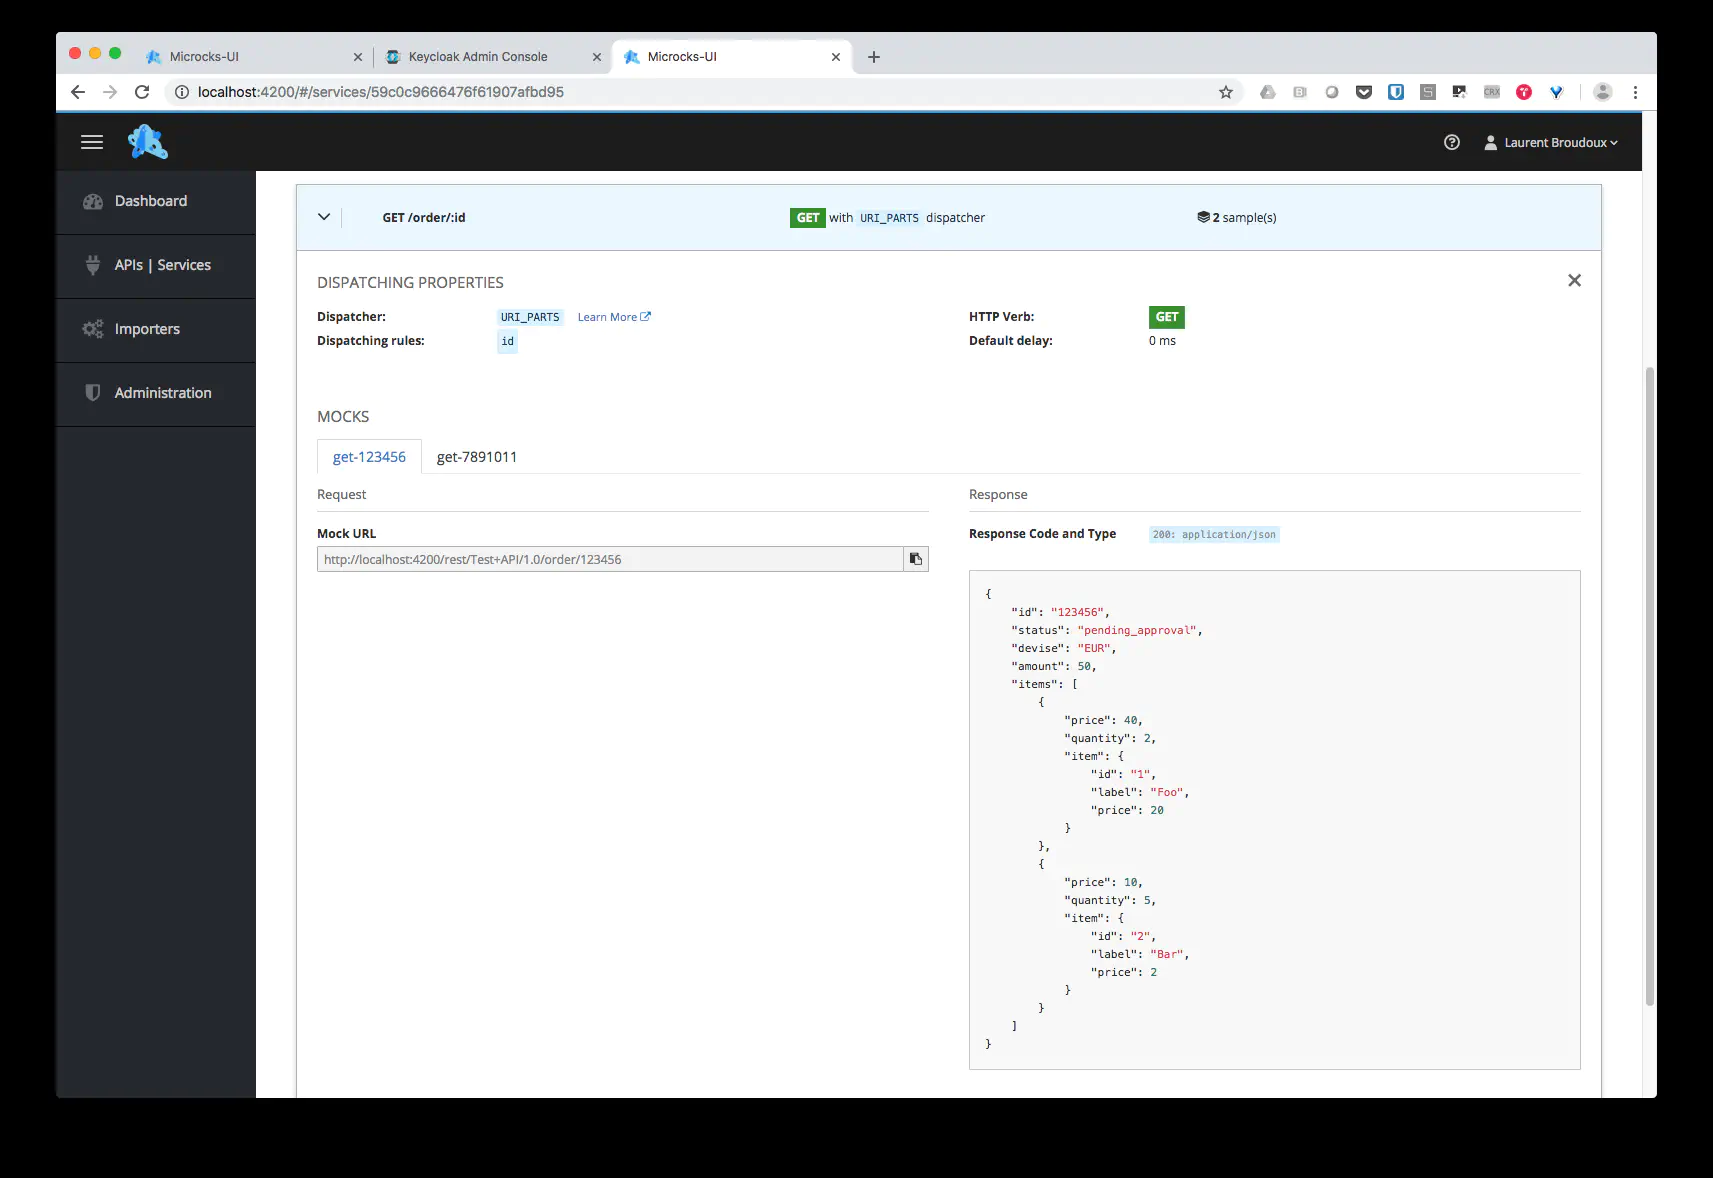 Microcks-UI
Keycloak Admin Console
Microcks-UI
localhost:4200/#/services/59c0c9666476f61907afbd95
CRX
Laurent Broudoux
Dashboard
APIs | Services
Importers
Administration
GET /order/:id
GET with URI_PARTS dispatcher
2 sample(s)
DISPATCHING PROPERTIES
Dispatcher: URI_PARTS Learn More
HTTP Verb: GET
Dispatching rules: id
Default delay: 0 ms
MOCKS
get-123456 get-7891011
Request
Mock URL
http://localhost:4200/rest/Test+API/1.0/order/123456
Response
Response Code and Type 200: application/json
{
    "id": "123456",
    "status": "pending_approval",
    "devise": "EUR",
    "amount": 50,
    "items": [
        {
            "price": 40,
            "quantity": 2,
            "item": {
                "id": "1",
                "label": "Foo",
                "price": 20
            }
        },
        {
            "price": 10,
            "quantity": 5,
            "item": {
                "id": "2",
                "label": "Bar",
                "price": 2
            }
        }
    ]
}